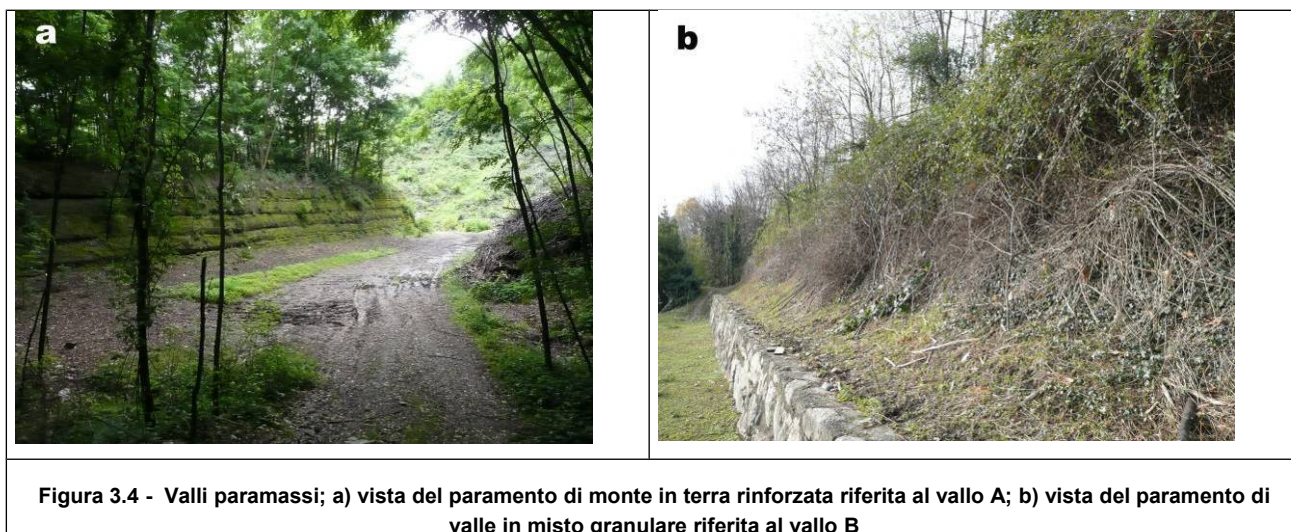 a
b
Figura 3.4 - Valli paramassi; a) vista del paramento di monte in terra rinforzata riferita al vallo A; b) vista del paramento di
valle in misto granulare riferita al vallo B